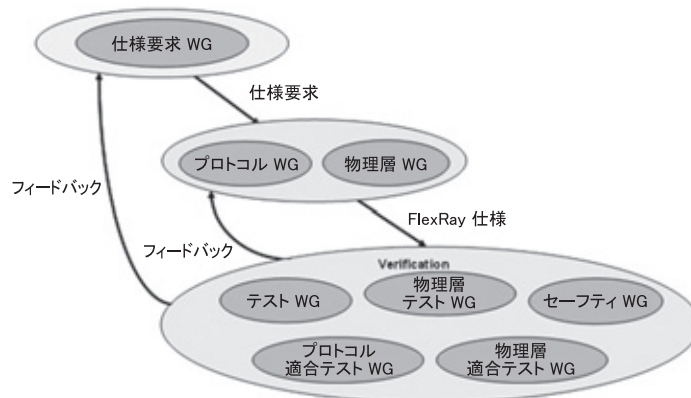 仕様要求 WG
仕様要求
プロトコル WG
物理層 WG
フィードバック
FlexRay 仕様
フィードバック
Verification
テスト WG
物理層
テスト WG
セーフティ WG
プロトコル
適合テスト WG
物理層
適合テスト WG